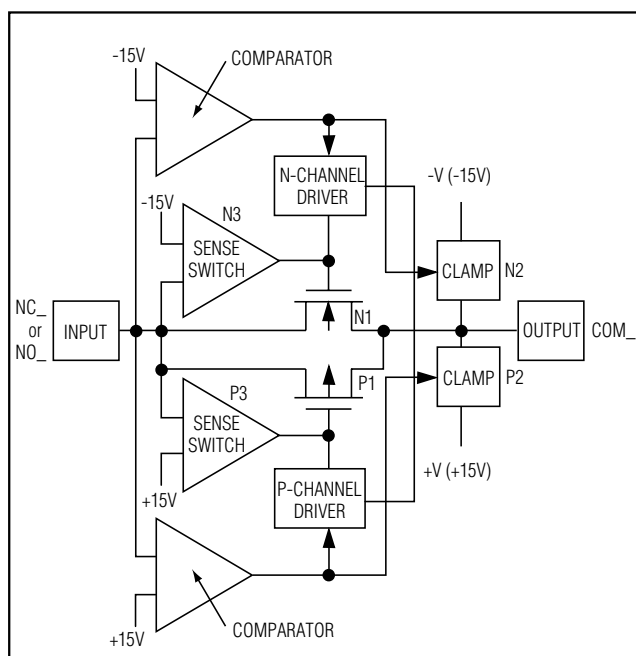 -15V
COMPARATOR
N-CHANNEL
DRIVER
-V (-15V)
-15V
N3
SENSE
SWITCH
CLAMP
N2
NC_
or
NO_
INPUT
N1
OUTPUT
COM_
P1
CLAMP
P2
P3
SENSE
SWITCH
+15V
P-CHANNEL
DRIVER
+V (+15V)
+15V
COMPARATOR